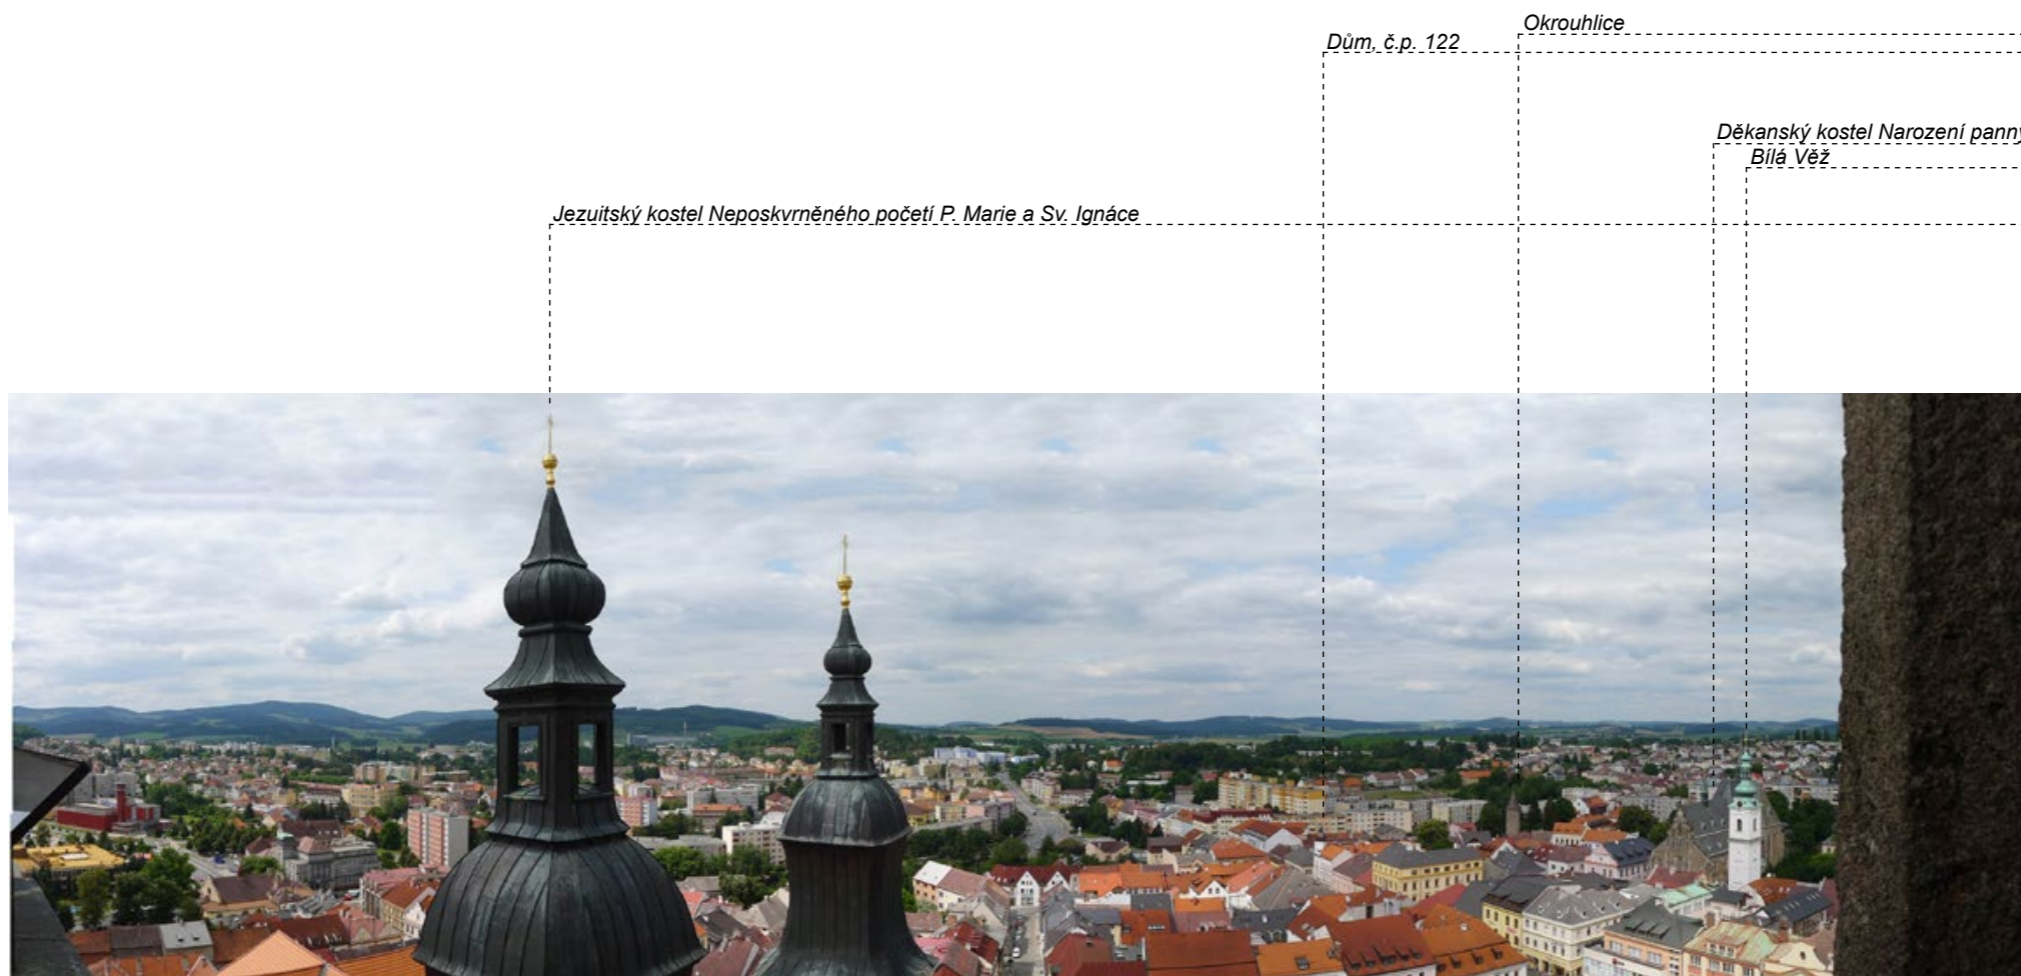 Okrouhlice
Dům, č.p. 122
Děkanský kostel Narození panny
Bílá Věž
Jezuitský kostel Neposkvrněného početí P. Marie a Sv. Ignáce